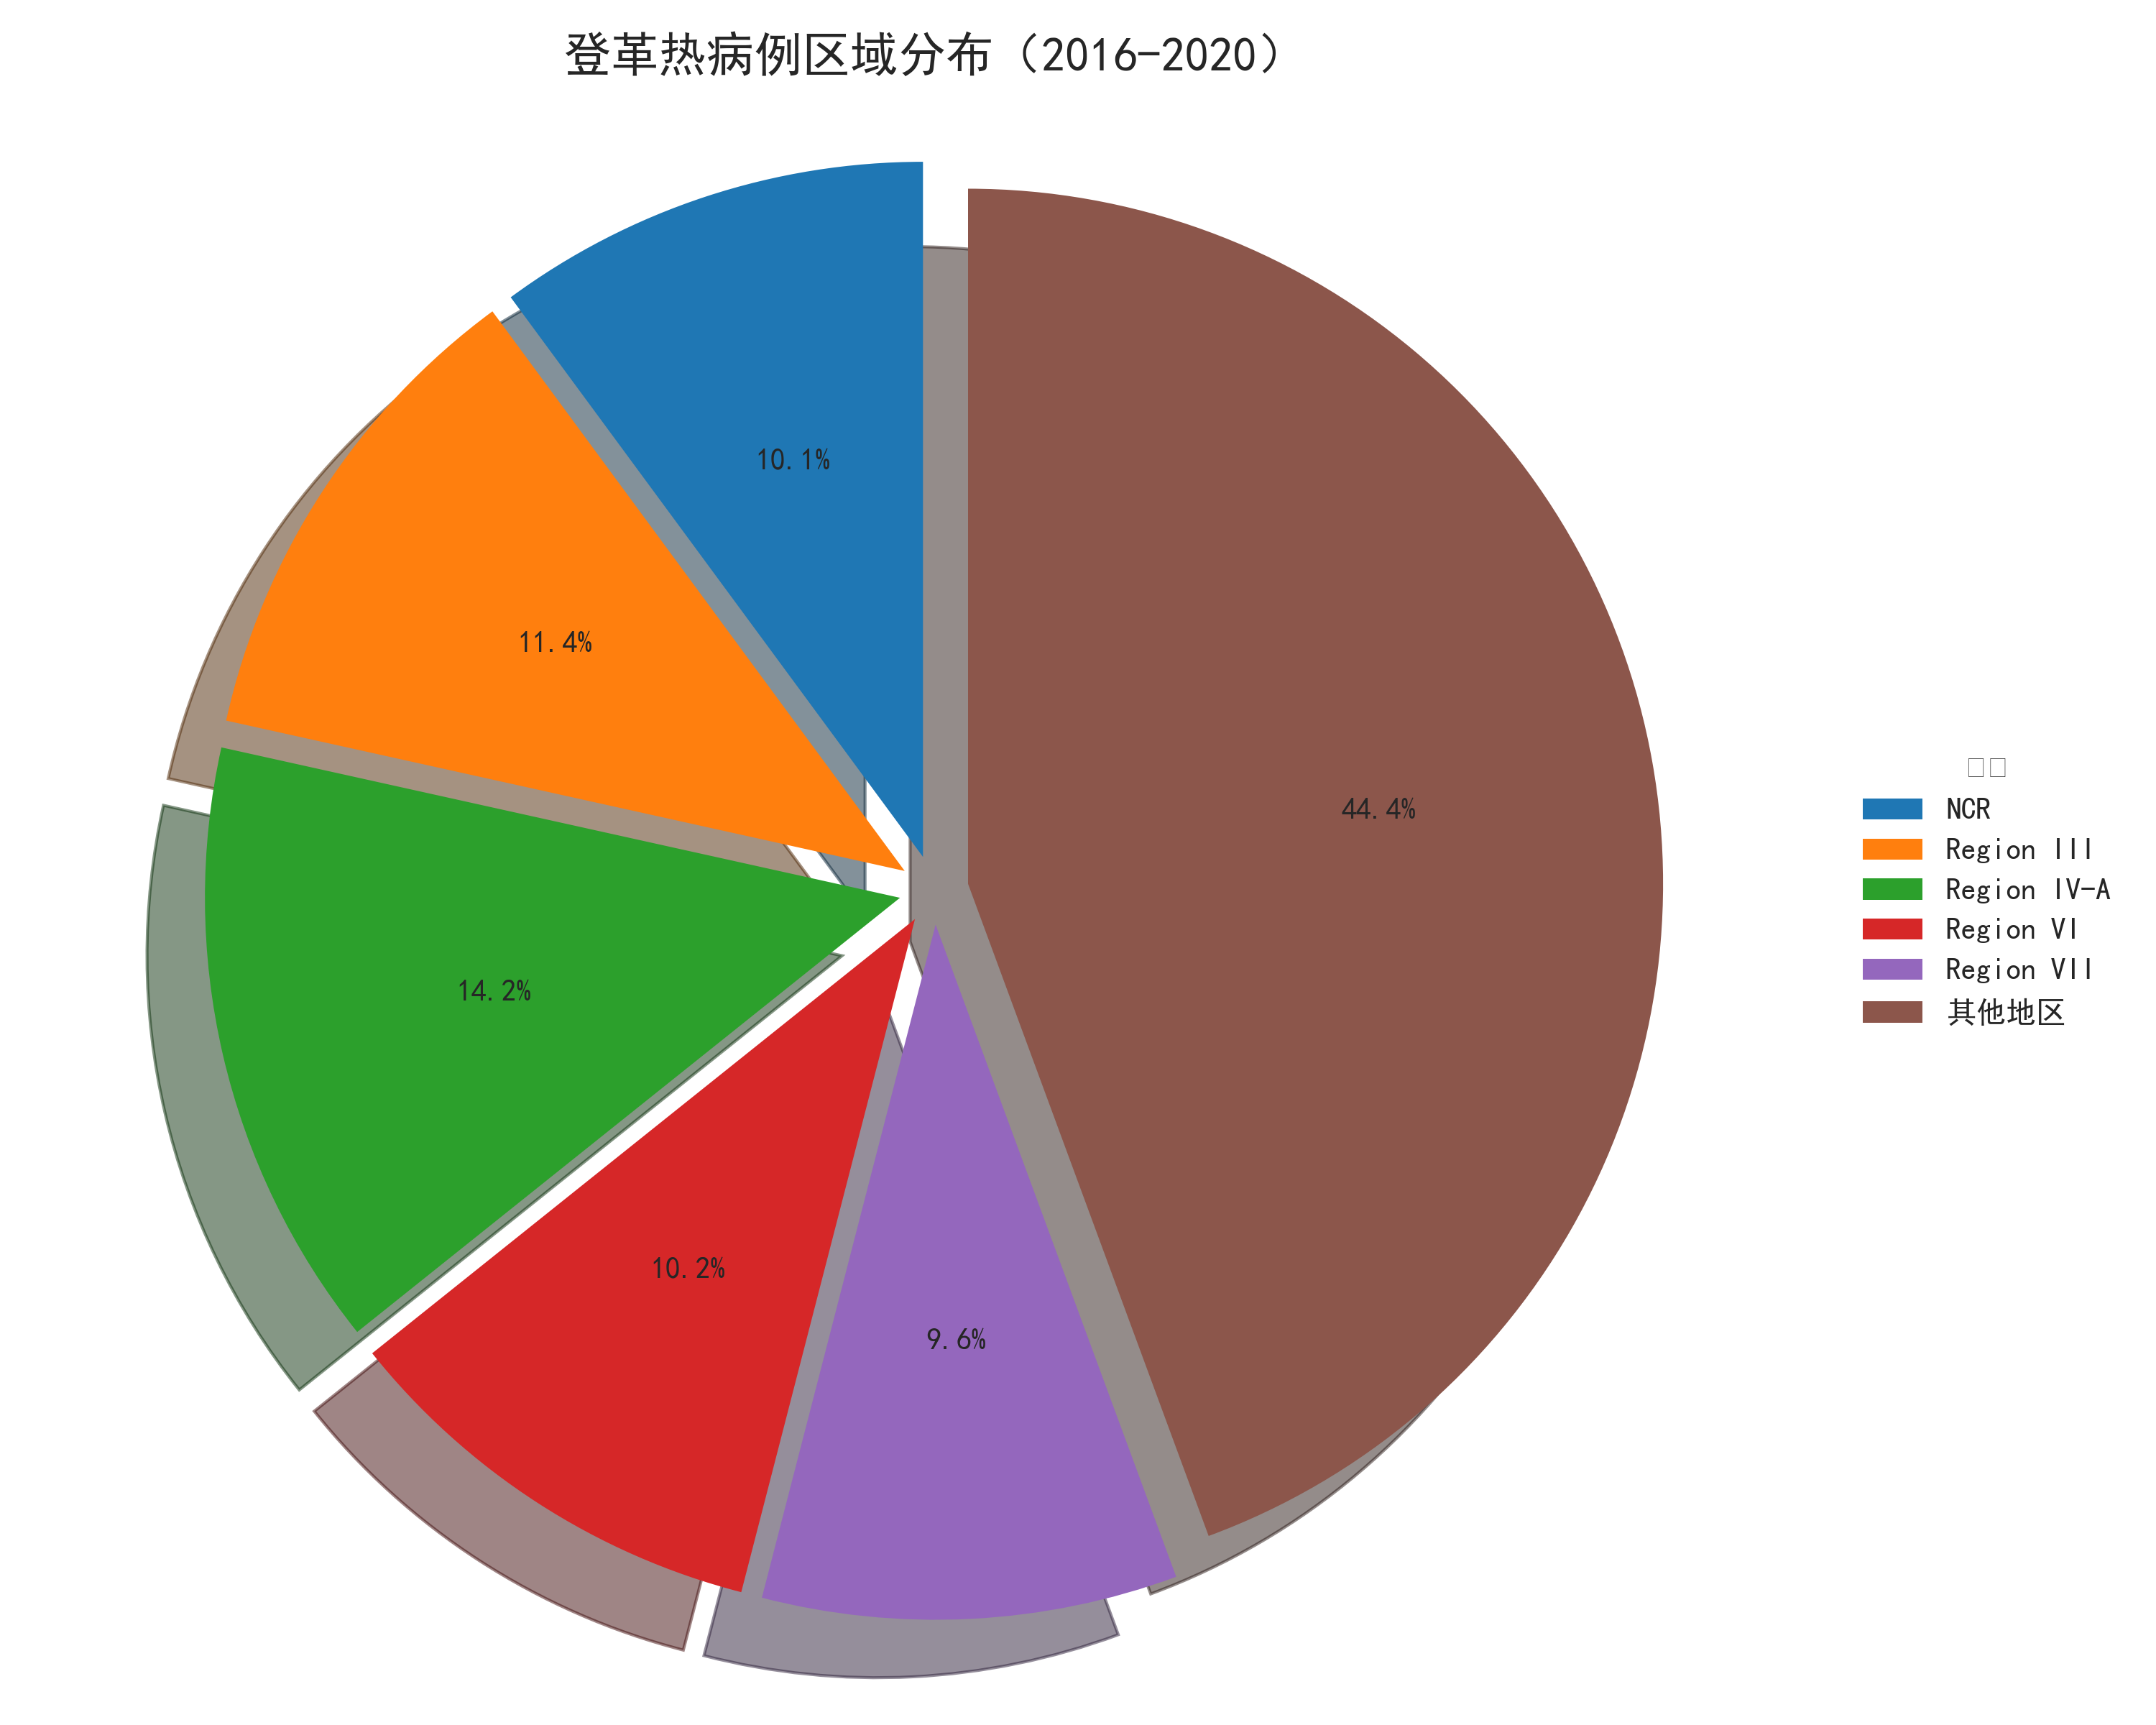 登革热病例区域分布（2016-2020）
10.1%
11.4%
44.4%
14.2%
10.2%
9.6%
NCR
Region III
Region IV-A
Region VI
Region VII
其他地区